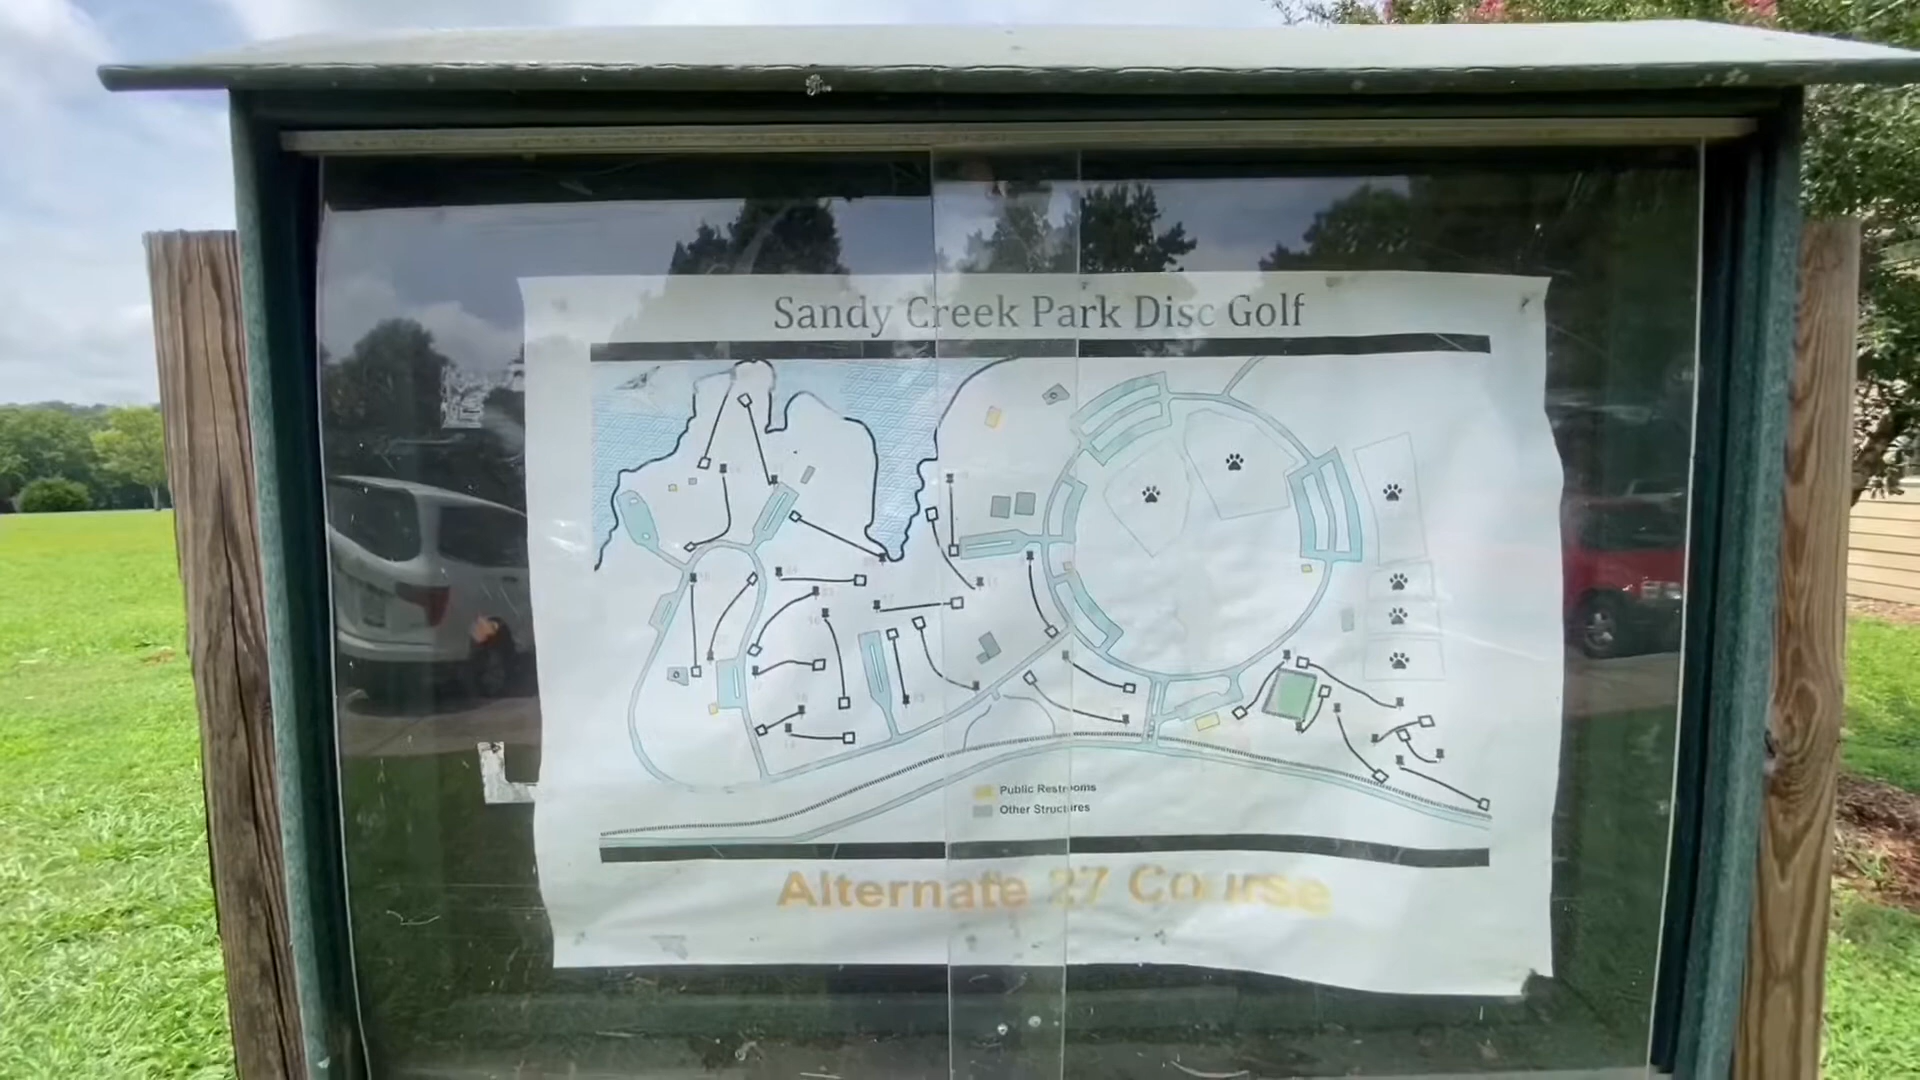 Sandy Creek Park Disc Golf
Public Restrooms
Other Structures
Alternate 27 Course